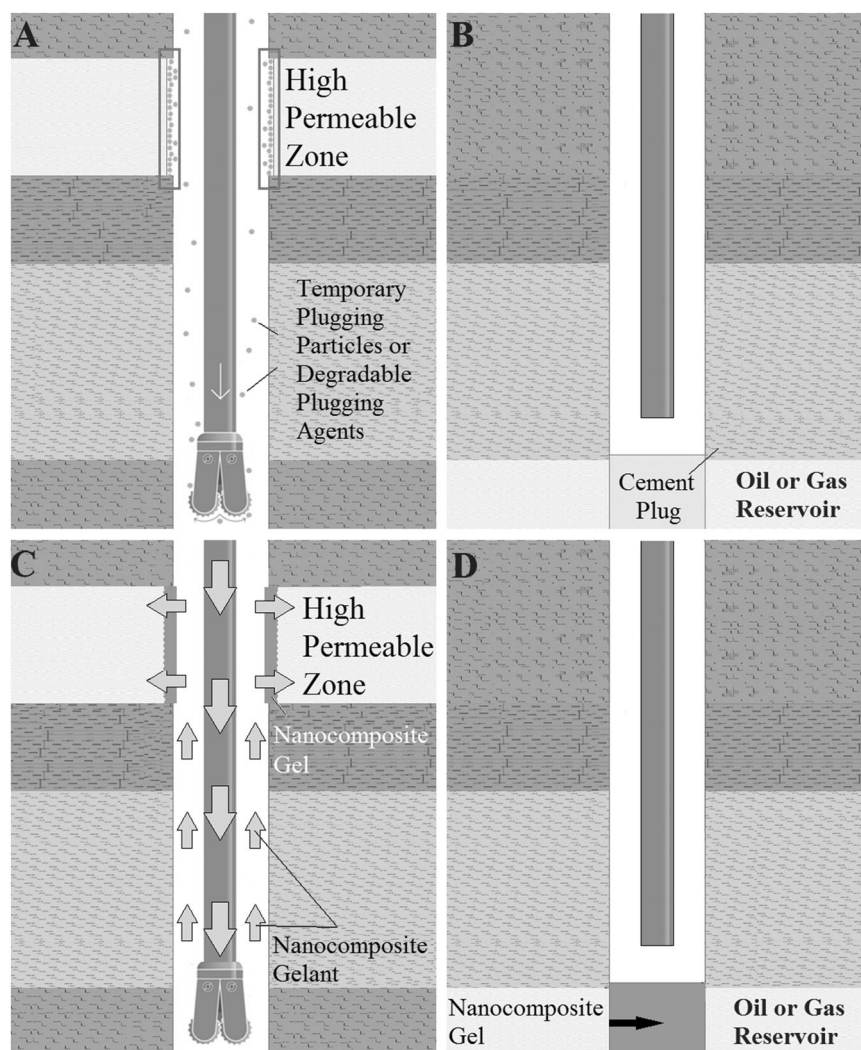 A
High
Permeable
Zone
Temporary
Plugging
Particles or
Degradable
Plugging
Agents
B
Cement
Plug
Oil or Gas
Reservoir
C
High
Permeable
Zone
Nanocomposite
Gel
Nanocomposite
Gelant
D
Nanocomposite
Gel
Oil or Gas
Reservoir